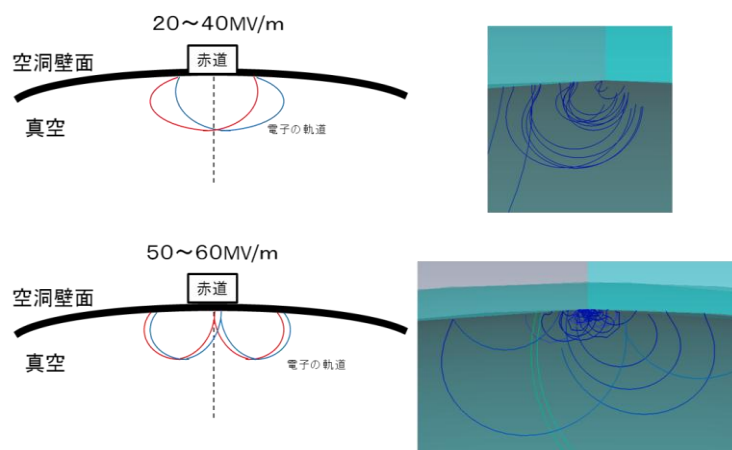 20～40MV/m
赤道
空洞壁面
真空
電子の軌道
50～60MV/m
赤道
空洞壁面
真空
電子の軌道